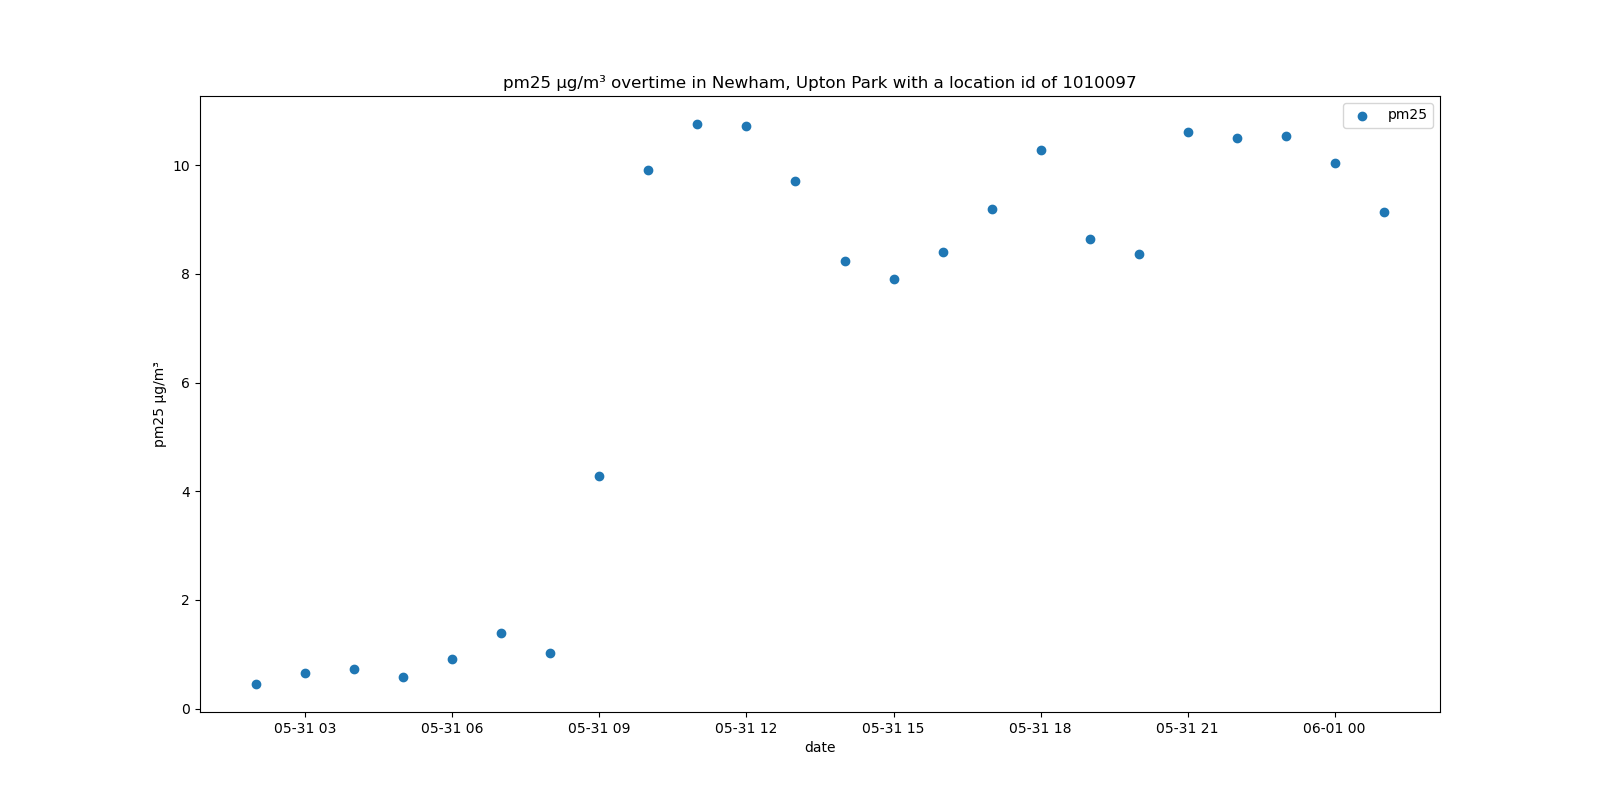 pm25 µg/m³ overtime in Newham, Upton Park with a location id of 1010097
pm25
10
8
6
4
2
0
pm25 µg/m³
05-31 03 05-31 06 05-31 09 05-31 12 05-31 15 05-31 18 05-31 21 06-01 00
date